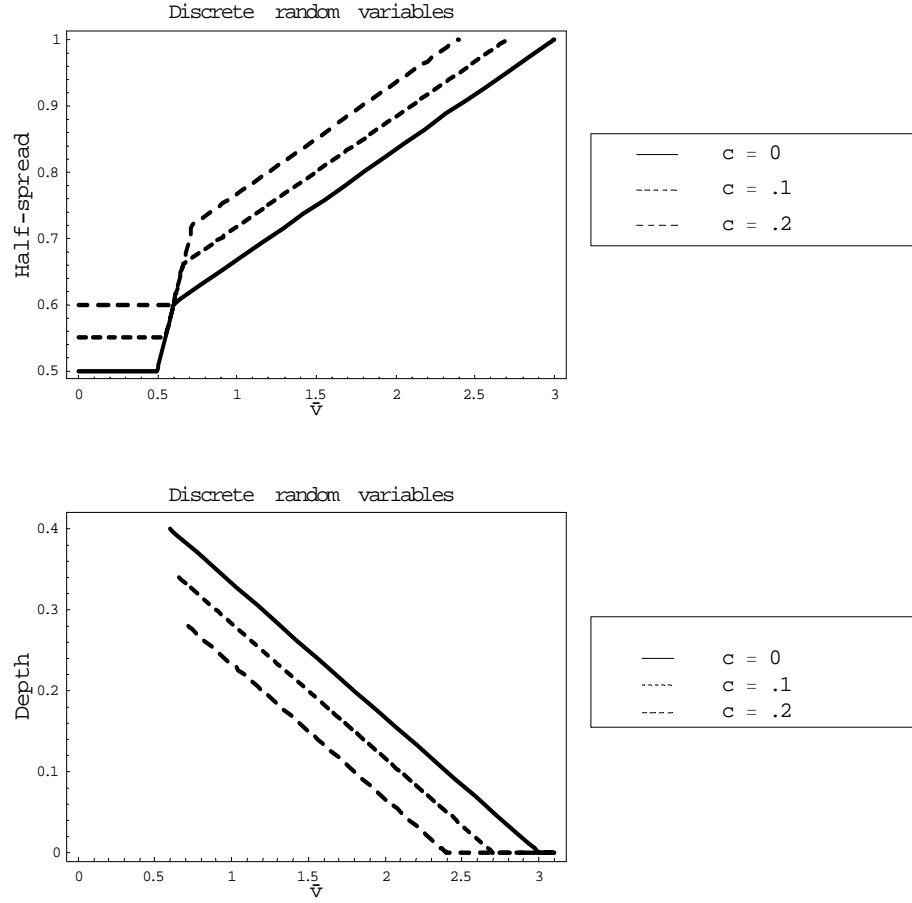 Discrete random variables
1
0.9
0.8
0.7
0.6
0.5
Half-spread
0 0.5 1 1.5 2 2.5 3
v̄
c = 0
c = .1
c = .2
Discrete random variables
0.4
0.3
0.2
0.1
0
Depth
0 0.5 1 1.5 2 2.5 3
v̄
c = 0
c = .1
c = .2